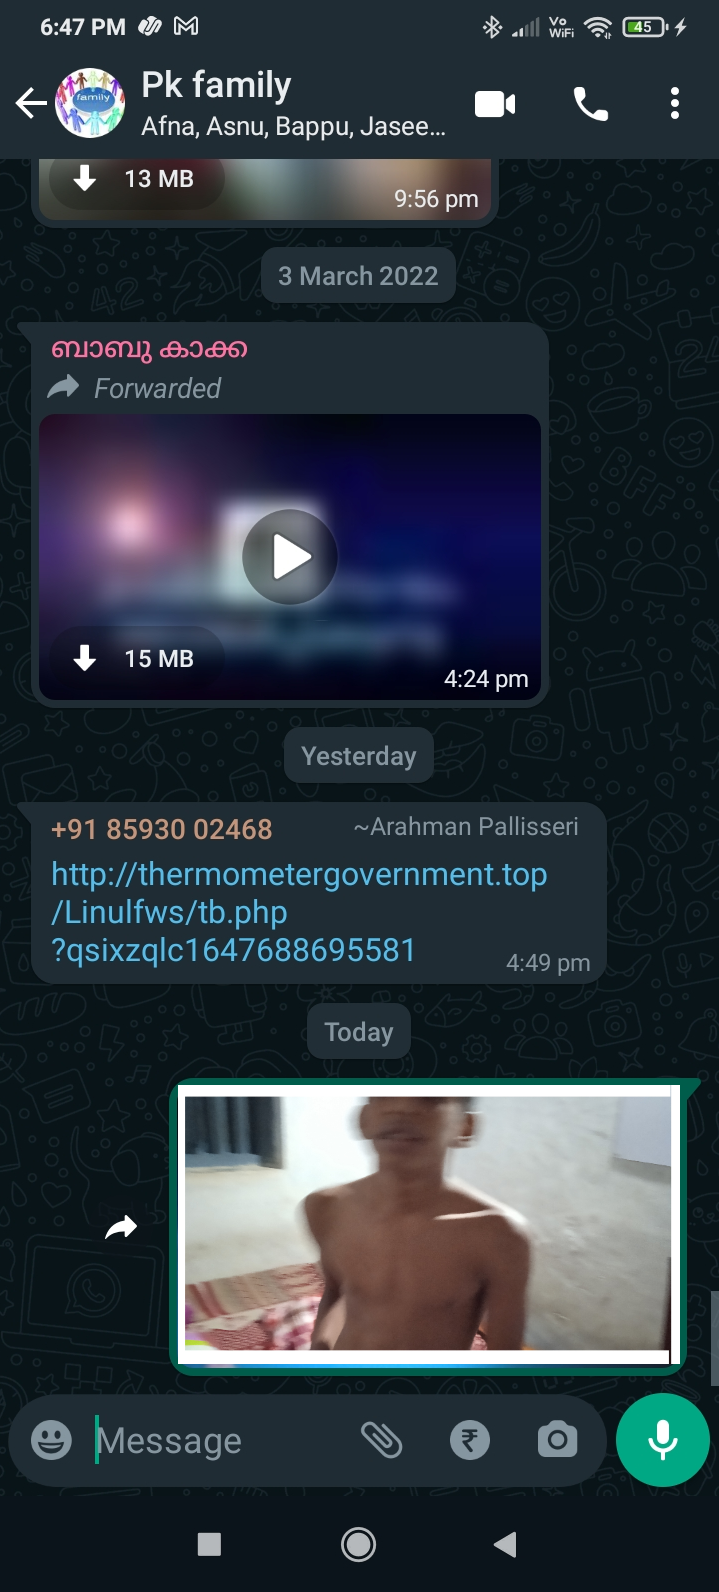 6:47 PM
Vo
WiFi
45
family
Pk family
Afna, Asnu, Bappu, Jasee...
13 MB
9:56 pm
3 March 2022
ബാബു കാക്ക
Forwarded
15 MB
4:24 pm
Yesterday
+91 85930 02468 ~Arahman Pallisseri
http://thermometergovernment.top
/Linulfws/tb.php
?qsixzqlc1647688695581
4:49 pm
Today
Message